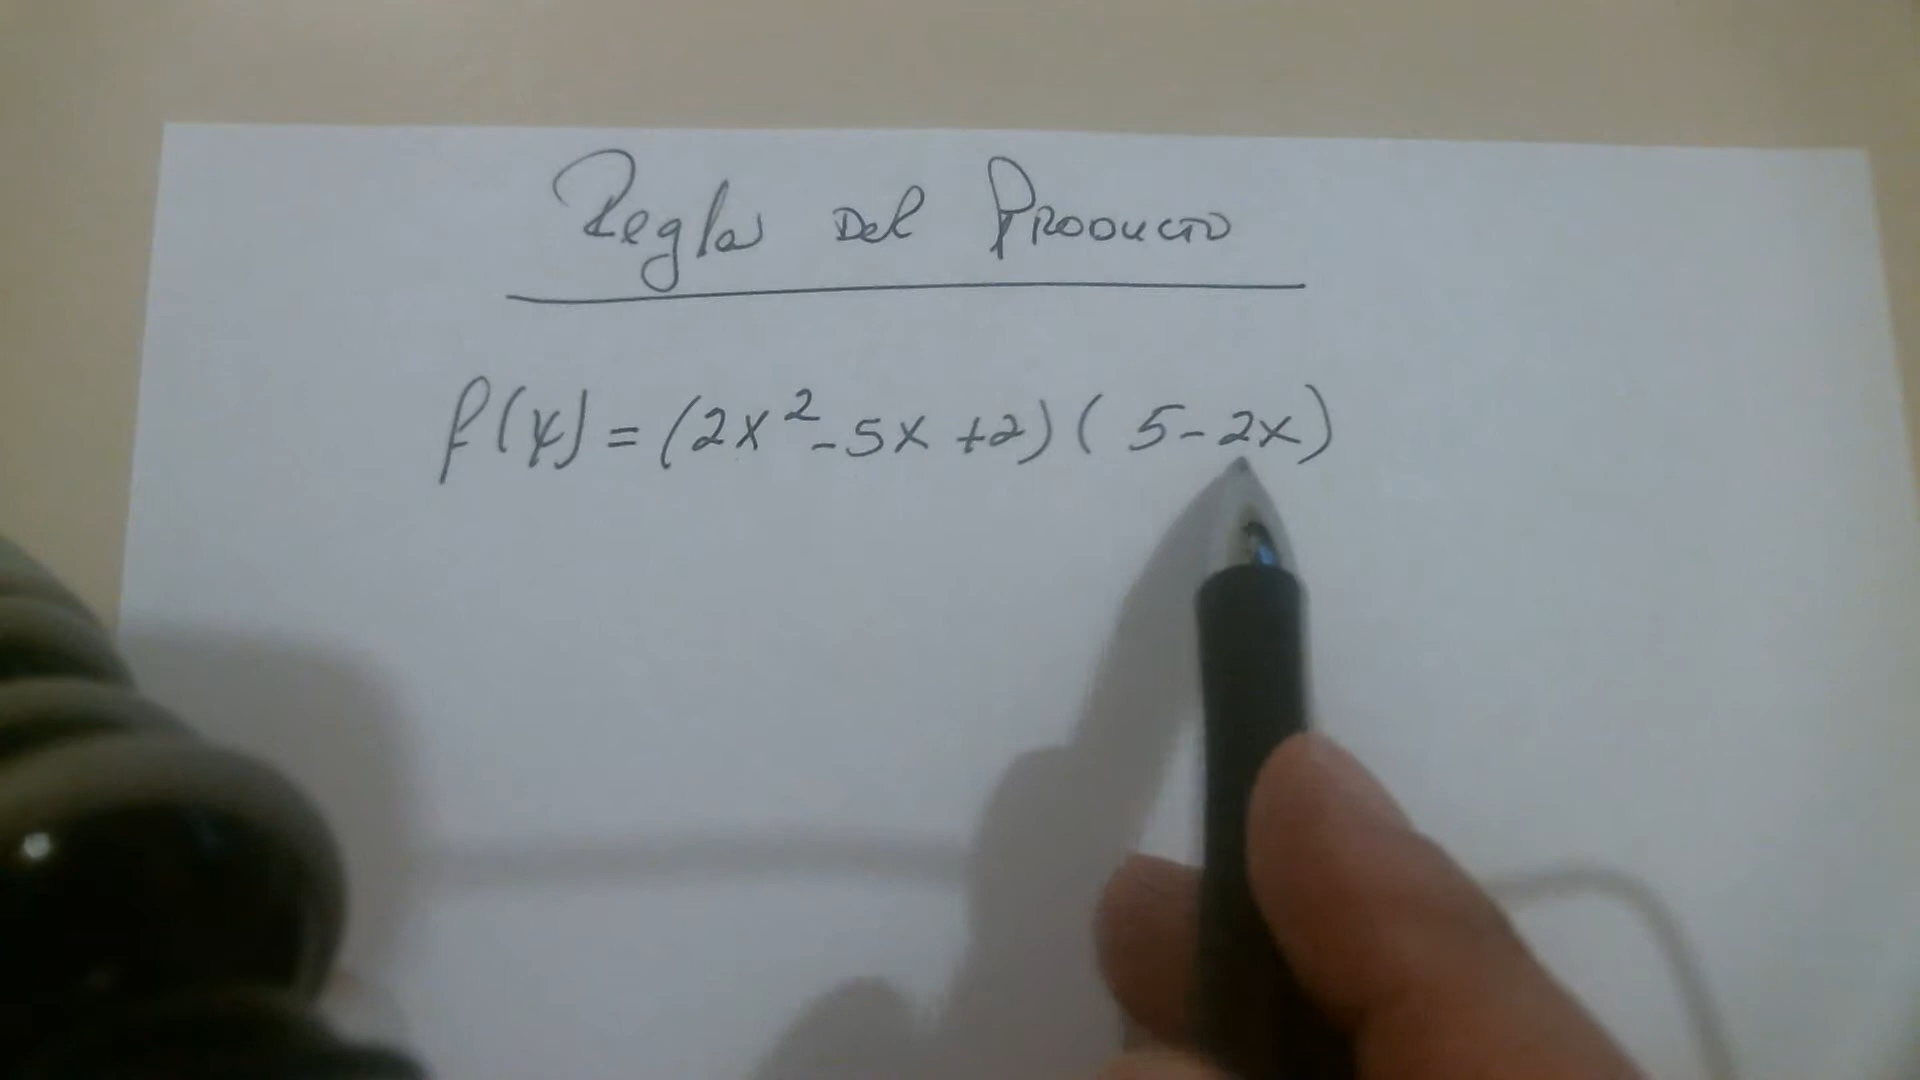 Regla Del Producto
f(x) = (2x² - 5x + 2) ( 5 - 2x)